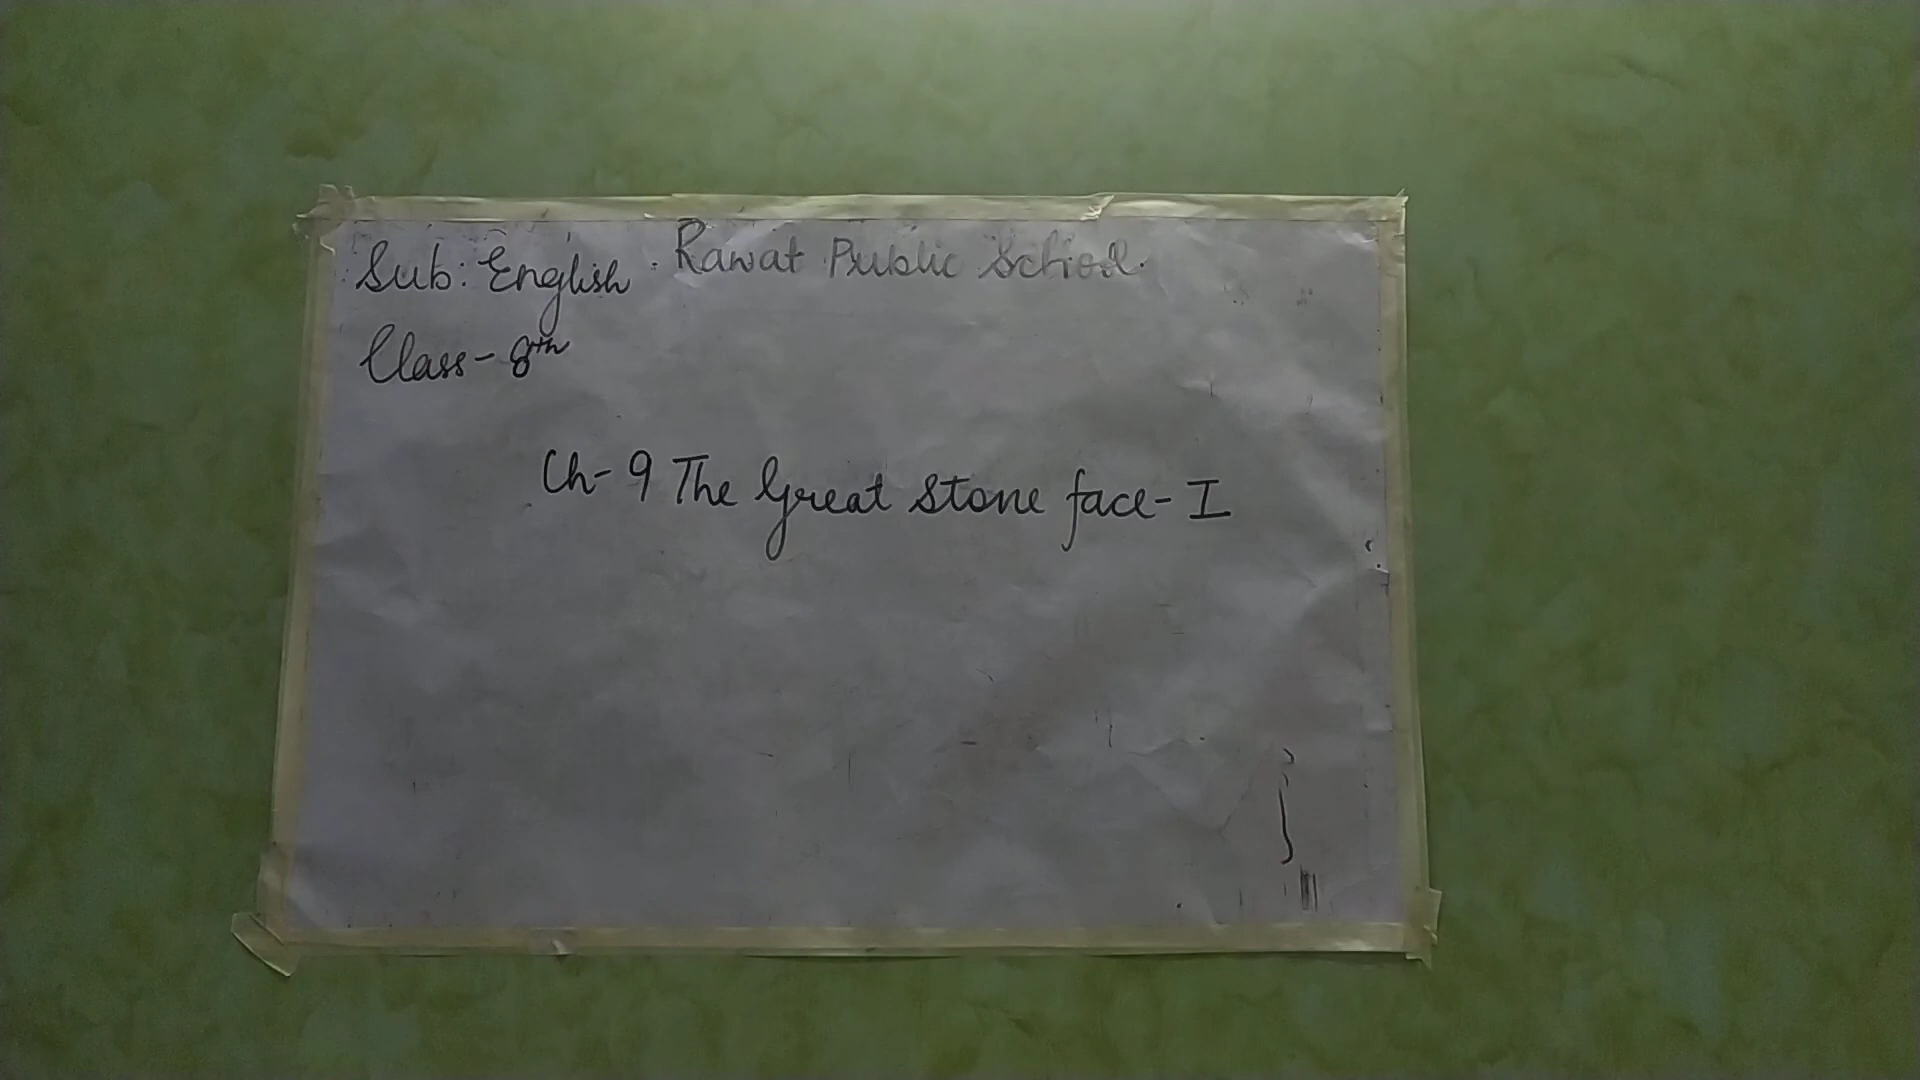 Rawat Public School.
Sub: English
Class- 8th
Ch- 9 The Great Stone face- I